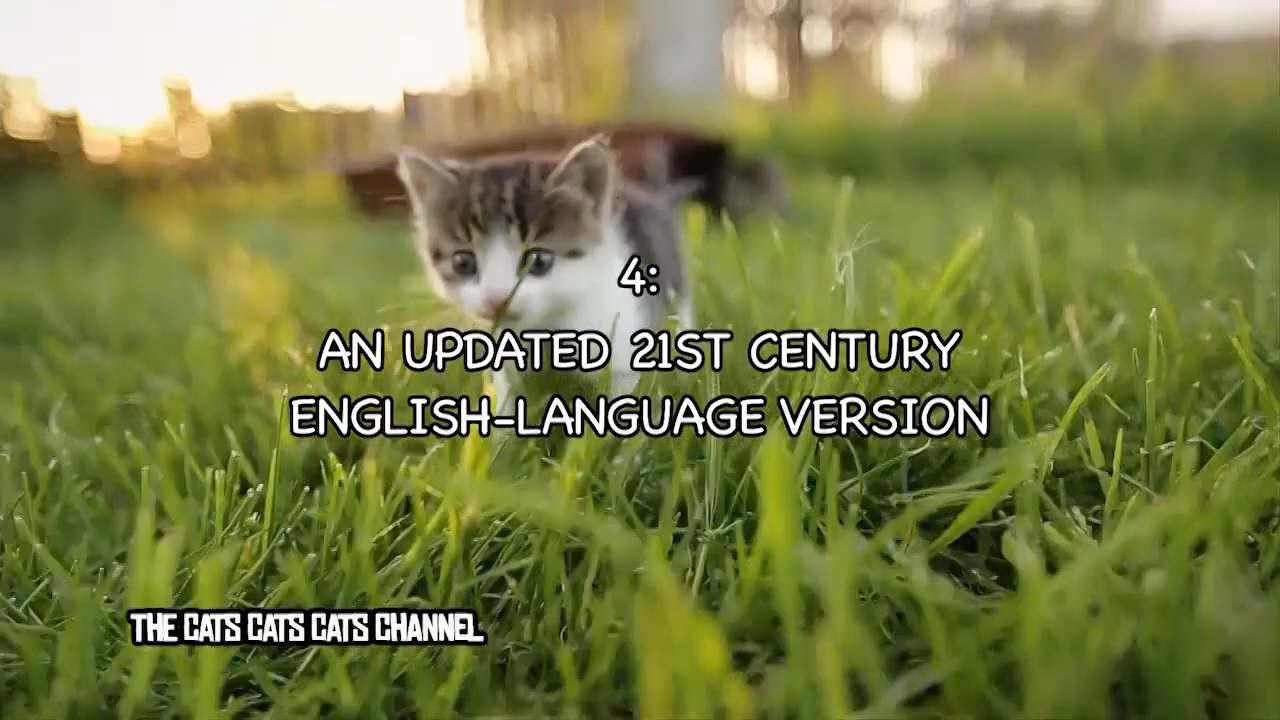 4:
AN UPDATED 21ST CENTURY
ENGLISH-LANGUAGE VERSION
THE CATS CATS CATS CHANNEL